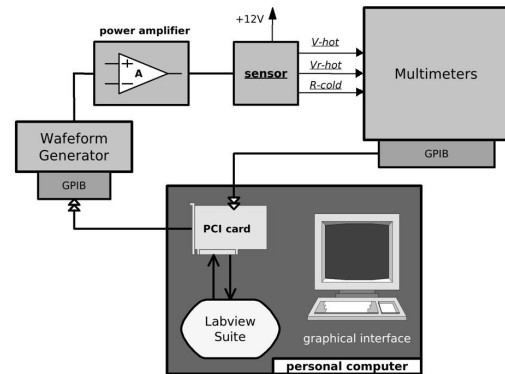 +12V
power amplifier
+
A
sensor
V-hot
Vr-hot
R-cold
Multimeters
GPIB
Wafeform
Generator
GPIB
PCI card
Labview
Suite
graphical interface
personal computer